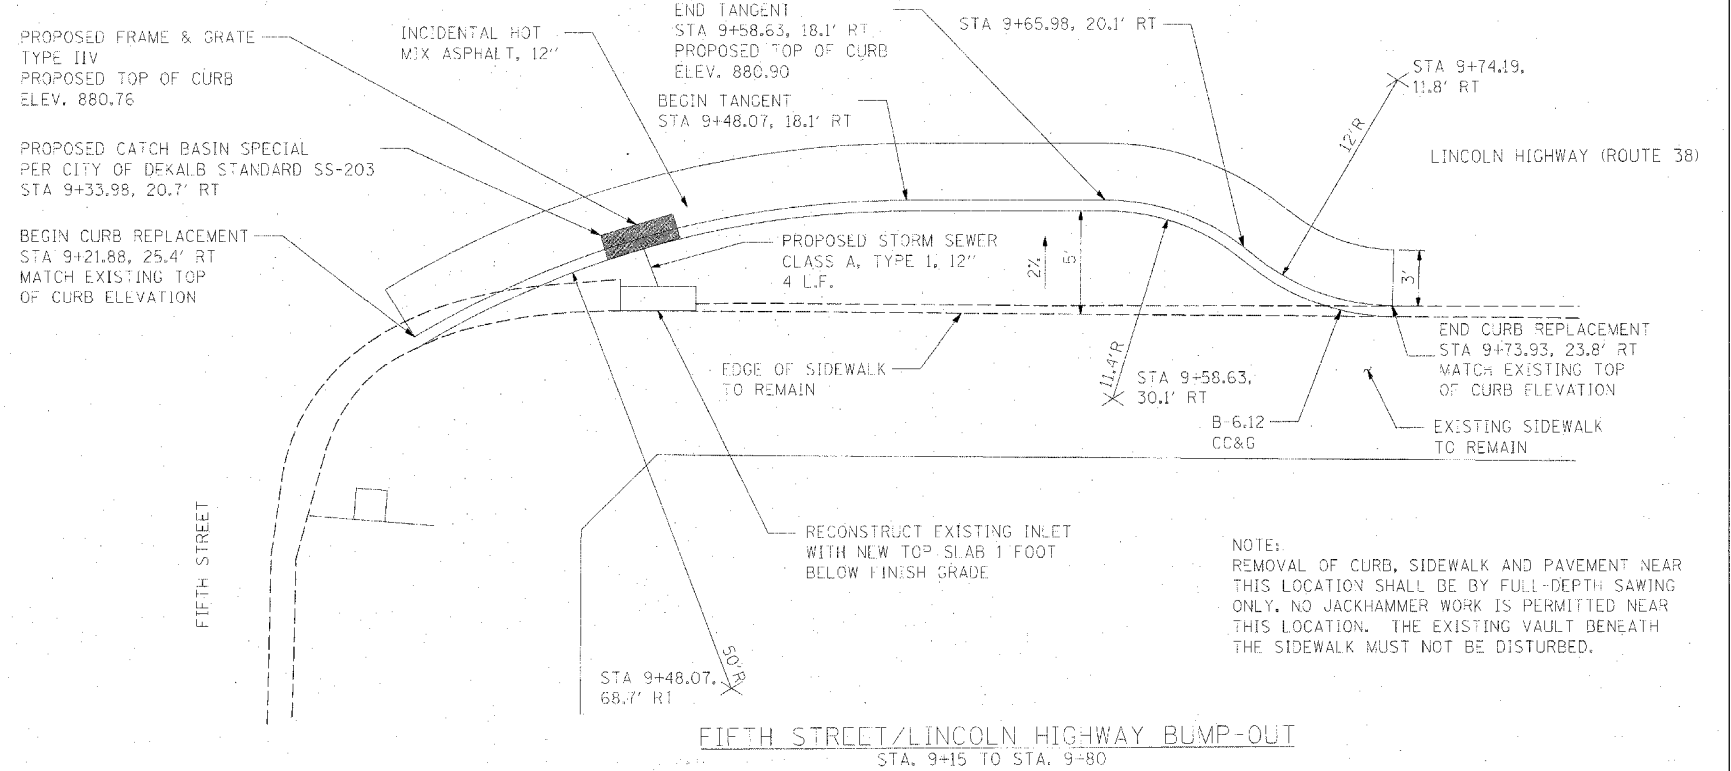 PROPOSED FRAME & GRATE
TYPE 11V
PROPOSED TOP OF CURB
ELEV. 880.76
PROPOSED CATCH BASIN SPECIAL
PER CITY OF DEKALB STANDARD SS-203
STA 9+33.98, 20.7' RT
BEGIN CURB REPLACEMENT
STA 9+21.88, 25.4' RT
MATCH EXISTING TOP
OF CURB ELEVATION
INCIDENTAL HOT
MIX ASPHALT, 12"
END TANGENT
STA 9+58.63, 18.1' RT
PROPOSED TOP OF CURB
ELEV. 880.90
BEGIN TANGENT
STA 9+48.07, 18.1' RT
STA 9+65.98, 20.1' RT
STA 9+74.19,
11.8' RT
12'R
LINCOLN HIGHWAY (ROUTE 38)
PROPOSED STORM SEWER
CLASS A, TYPE 1, 12"
4 L.F.
2%
5'
3'
EDGE OF SIDEWALK
TO REMAIN
11.4'R
STA 9+58.63,
30.1' RT
B-6.12
CC&G
END CURB REPLACEMENT
STA 9+73.93, 23.8' RT
MATCH EXISTING TOP
OF CURB ELEVATION
EXISTING SIDEWALK
TO REMAIN
FIFTH STREET
RECONSTRUCT EXISTING INLET
WITH NEW TOP SLAB 1 FOOT
BELOW FINISH GRADE
50'R
STA 9+48.07,
68.7' RT
NOTE:
REMOVAL OF CURB, SIDEWALK AND PAVEMENT NEAR
THIS LOCATION SHALL BE BY FULL-DEPTH SAWING
ONLY. NO JACKHAMMER WORK IS PERMITTED NEAR
THIS LOCATION. THE EXISTING VAULT BENEATH
THE SIDEWALK MUST NOT BE DISTURBED.
FIFTH STREET/LINCOLN HIGHWAY BUMP-OUT
STA. 9+15 TO STA. 9+80